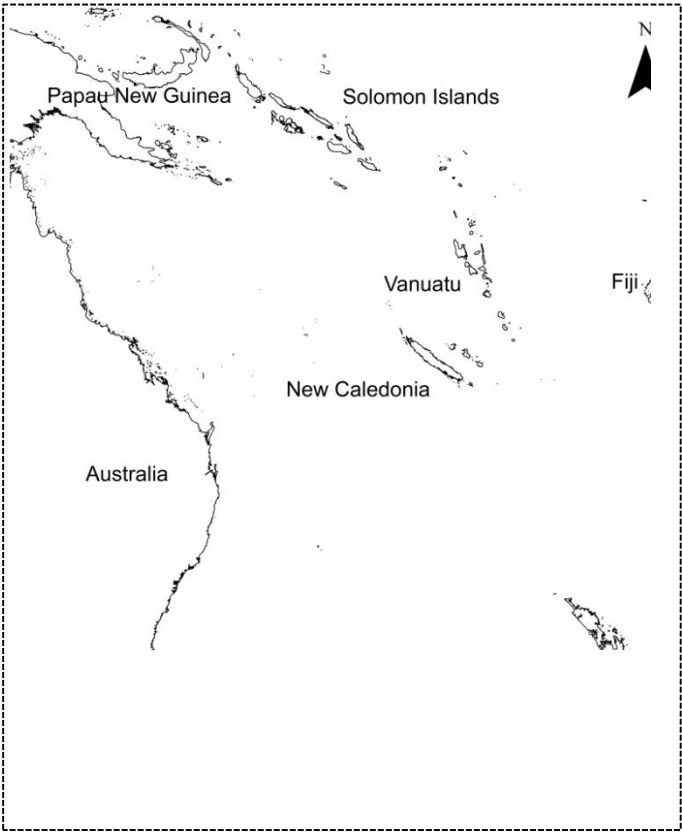 N
Papau New Guinea
Solomon Islands
Vanuatu
Fiji
New Caledonia
Australia